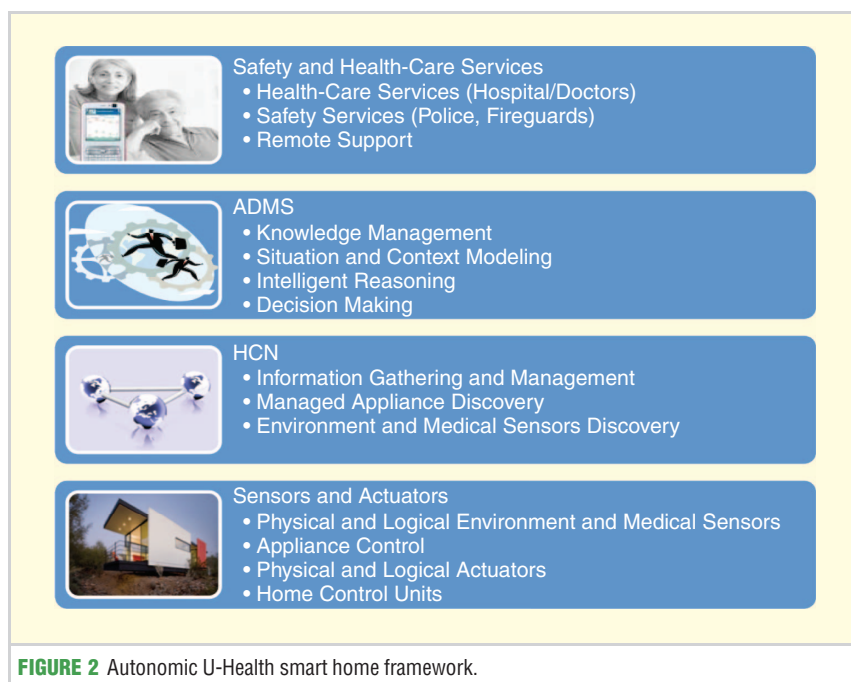 Safety and Health-Care Services
• Health-Care Services (Hospital/Doctors)
• Safety Services (Police, Fireguards)
• Remote Support
ADMS
• Knowledge Management
• Situation and Context Modeling
• Intelligent Reasoning
• Decision Making
HCN
• Information Gathering and Management
• Managed Appliance Discovery
• Environment and Medical Sensors Discovery
Sensors and Actuators
• Physical and Logical Environment and Medical Sensors
• Appliance Control
• Physical and Logical Actuators
• Home Control Units
FIGURE 2 Autonomic U-Health smart home framework.